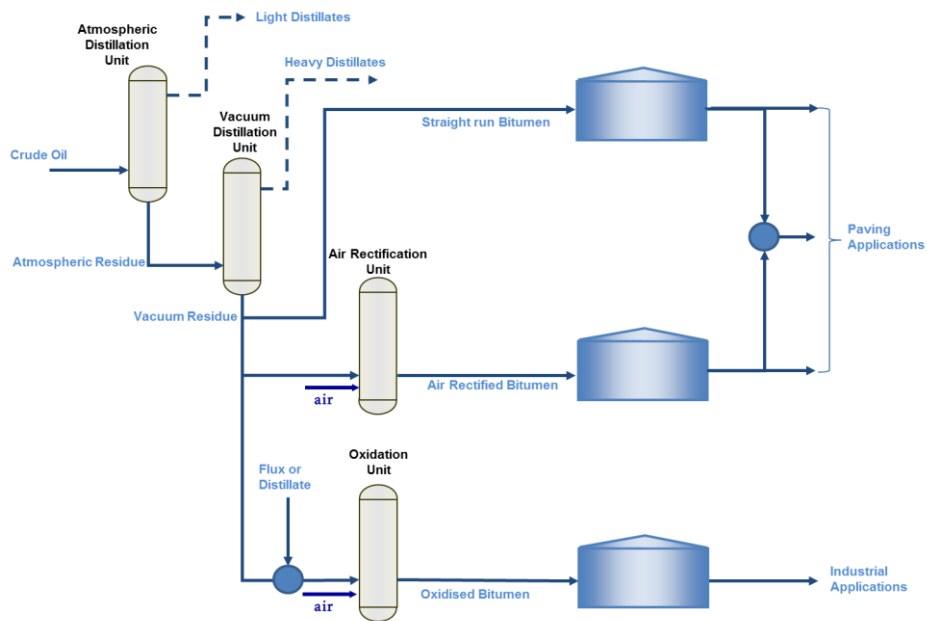 Light Distillates
Atmospheric
Distillation
Unit
Heavy Distillates
Vacuum
Distillation
Unit
Straight run Bitumen
Crude Oil
Paving
Applications
Atmospheric Residue
Air Rectification
Unit
Vacuum Residue
Air Rectified Bitumen
air
Oxidation
Unit
Flux or
Distillate
Industrial
Applications
Oxidised Bitumen
air